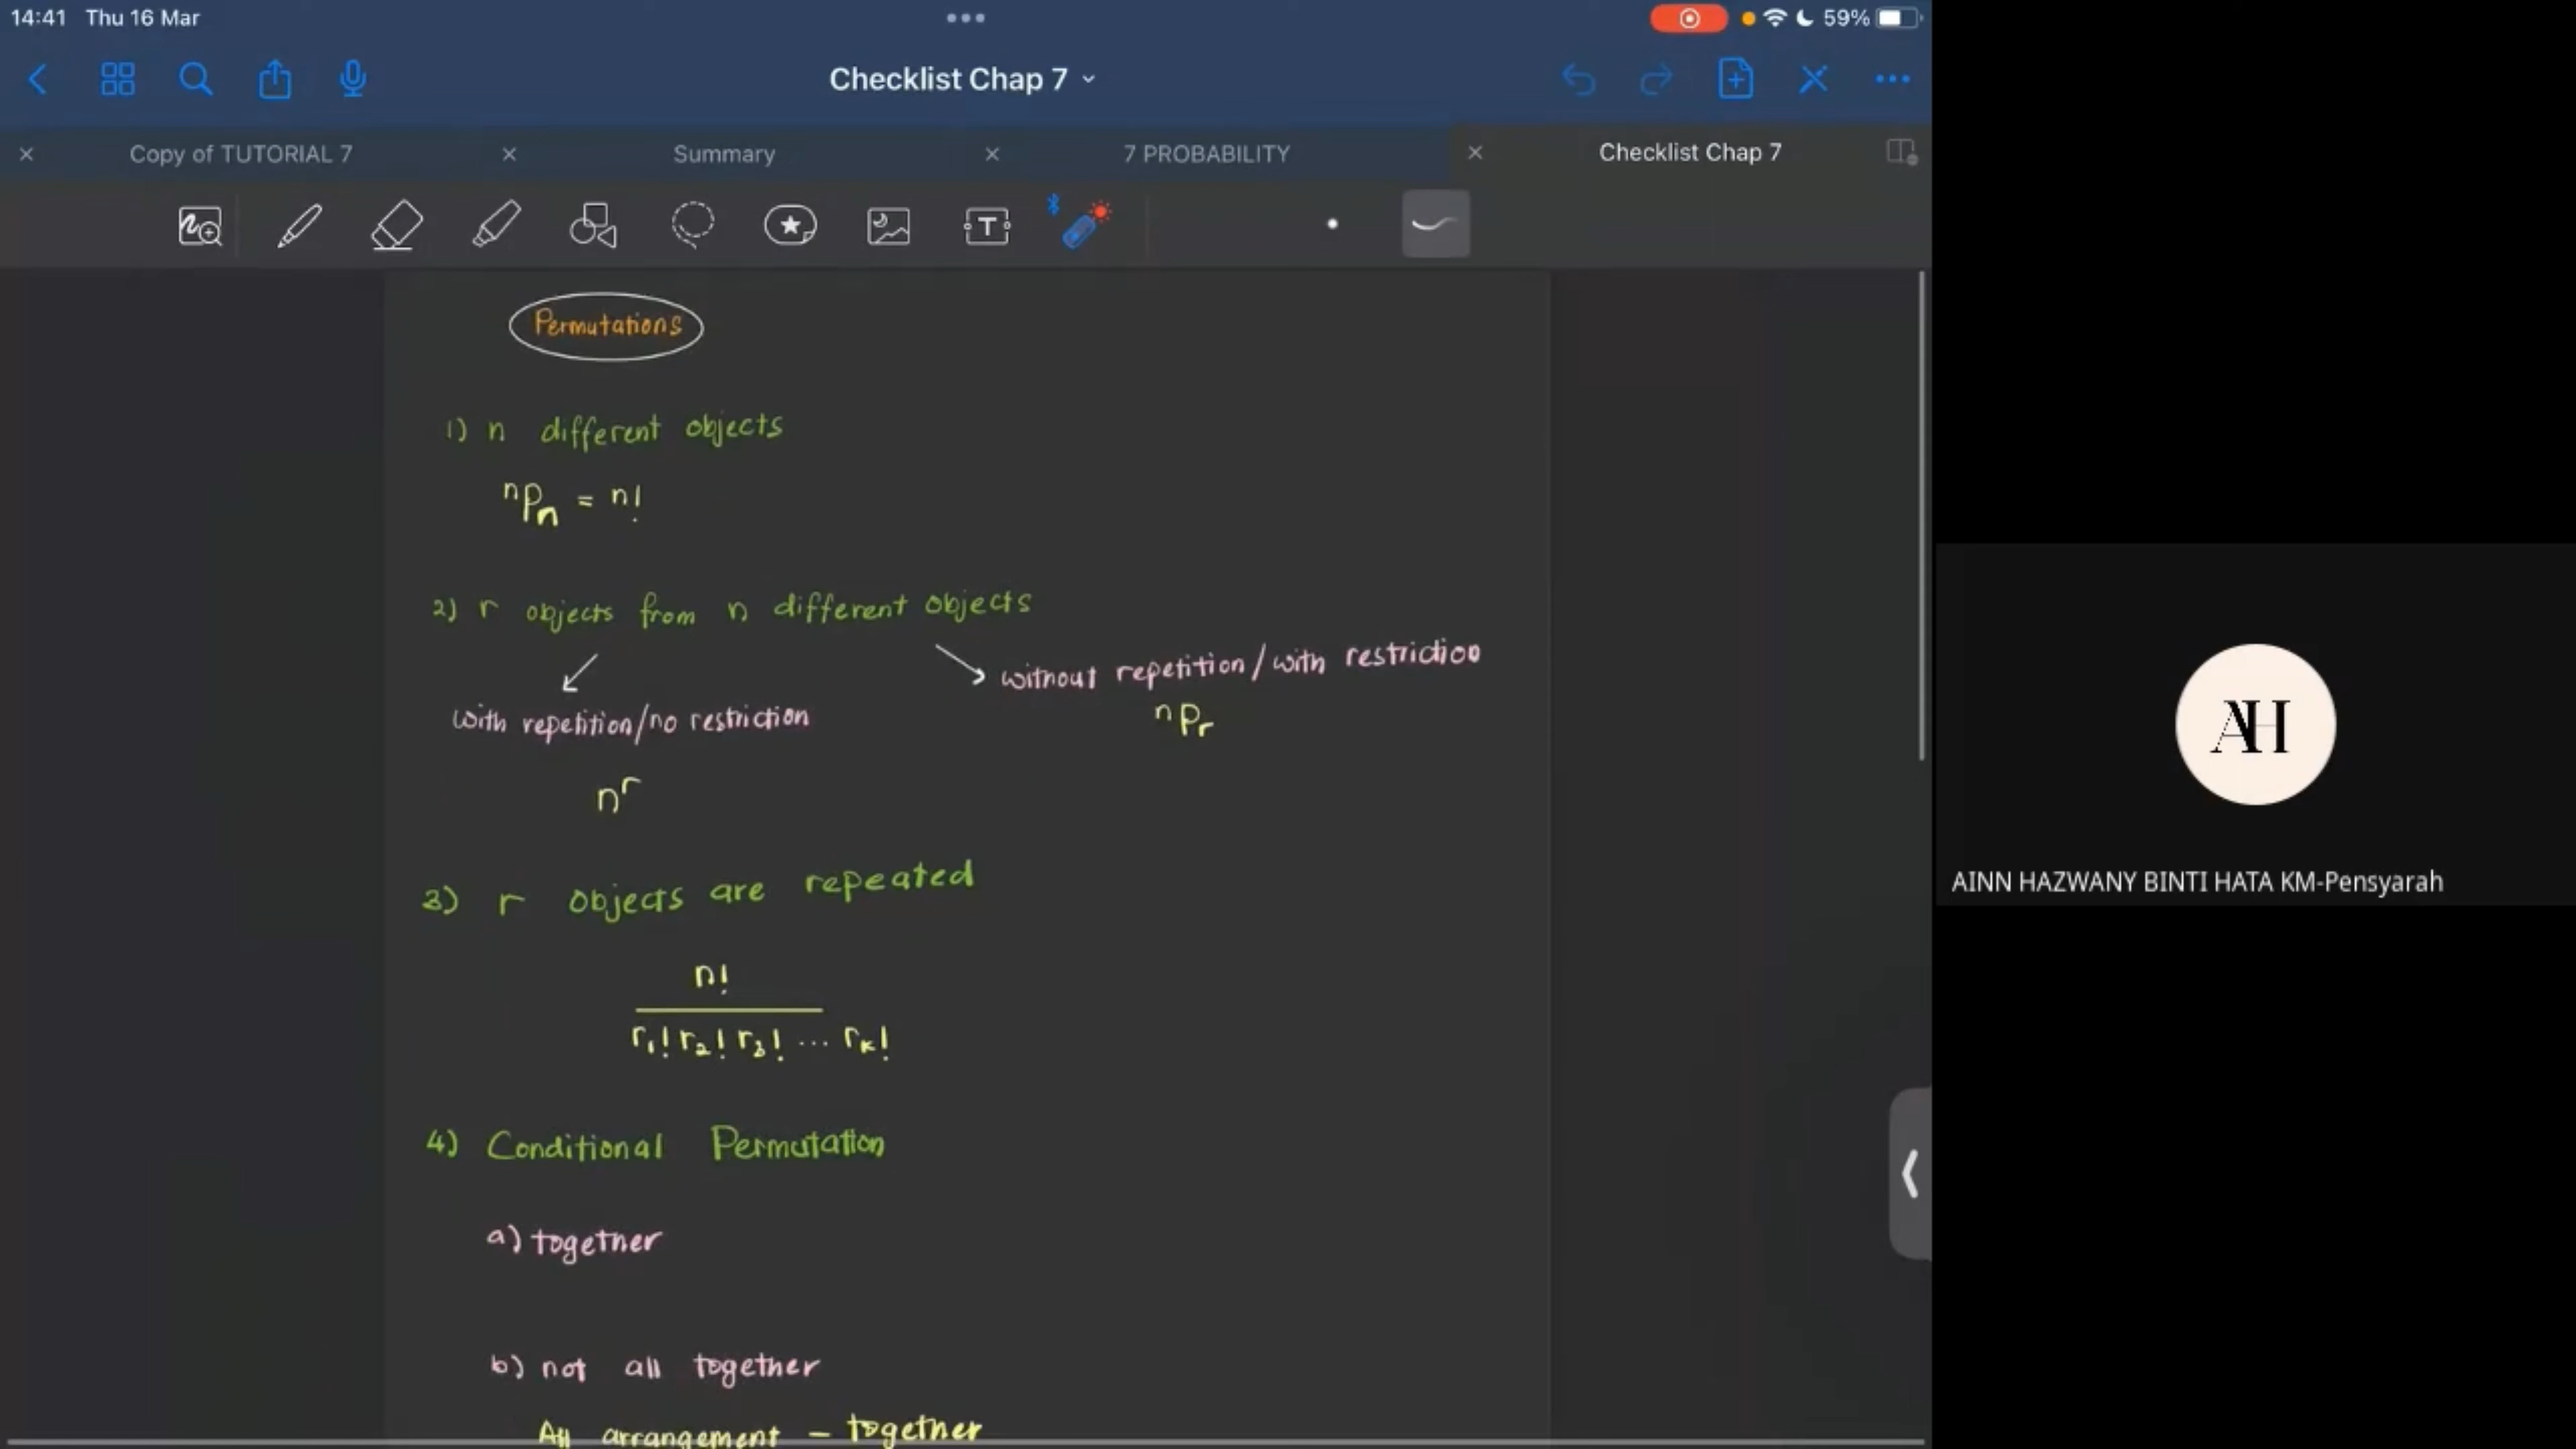 14:41 Thu 16 Mar
59%
Checklist Chap 7
Copy of TUTORIAL 7
Summary
7 PROBABILITY
Checklist Chap 7
T
Permutations
1) n different objects
ⁿPₙ = n!
2) r objects from n different objects
without repetition/with restriction
ⁿPᵣ
with repetition/no restriction
nʳ
3) r objects are repeated
n!
r₁! r₂! r₃! ... rₖ!
4) Conditional Permutation
a) together
b) not all together
All arrangement – together
AH
AINN HAZWANY BINTI HATA KM-Pensyarah